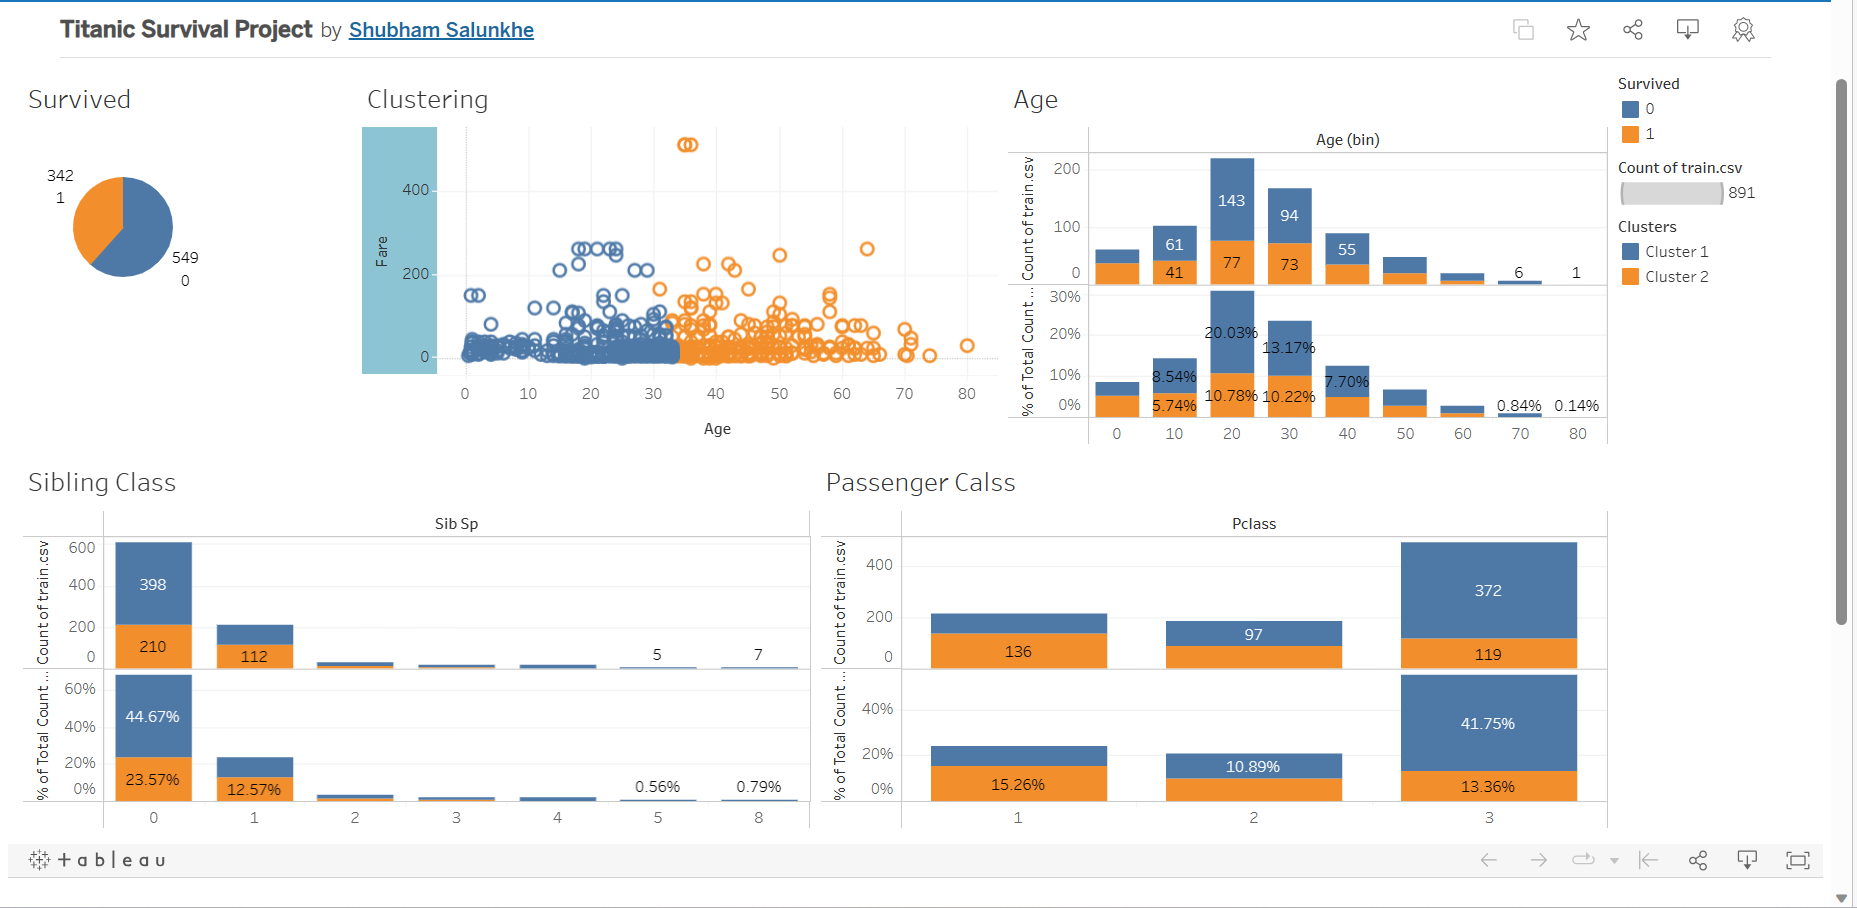 Titanic Survival Project by Shubham Salunkhe
Survived
342
1
549
0
Clustering
Fare
400
200
0
0 10 20 30 40 50 60 70 80
Age
Age
Age (bin)
Count of train.csv
200
100
0
143
77
61
41
94
73
55
6
1
% of Total Count ...
30%
20%
10%
0%
20.03%
10.78%
8.54%
5.74%
13.17%
10.22%
7.70%
0.84%
0.14%
0 10 20 30 40 50 60 70 80
Survived
0
1
Count of train.csv
891
Clusters
Cluster 1
Cluster 2
Sibling Class
Sib Sp
Count of train.csv
600
400
200
0
398
210
112
5
7
% of Total Count ...
60%
40%
20%
0%
44.67%
23.57%
12.57%
0.56%
0.79%
0 1 2 3 4 5 8
Passenger Calss
Pclass
Count of train.csv
400
200
0
136
97
372
119
% of Total Count ...
40%
20%
0%
15.26%
10.89%
41.75%
13.36%
1 2 3
+ableau